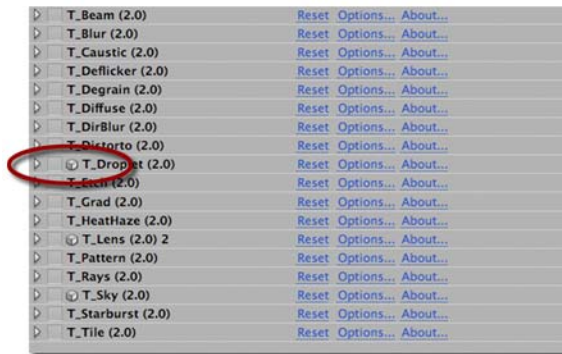 T_Beam (2.0) Reset Options... About...
T_Blur (2.0) Reset Options... About...
T_Caustic (2.0) Reset Options... About...
T_Deflicker (2.0) Reset Options... About...
T_Degrain (2.0) Reset Options... About...
T_Diffuse (2.0) Reset Options... About...
T_DirBlur (2.0) Reset Options... About...
T_Distorto (2.0) Reset Options... About...
T_Droplet (2.0) Reset Options... About...
T_Etch (2.0) Reset Options... About...
T_Grad (2.0) Reset Options... About...
T_HeatHaze (2.0) Reset Options... About...
T_Lens (2.0) 2 Reset Options... About...
T_Pattern (2.0) Reset Options... About...
T_Rays (2.0) Reset Options... About...
T_Sky (2.0) Reset Options... About...
T_Starburst (2.0) Reset Options... About...
T_Tile (2.0) Reset Options... About...